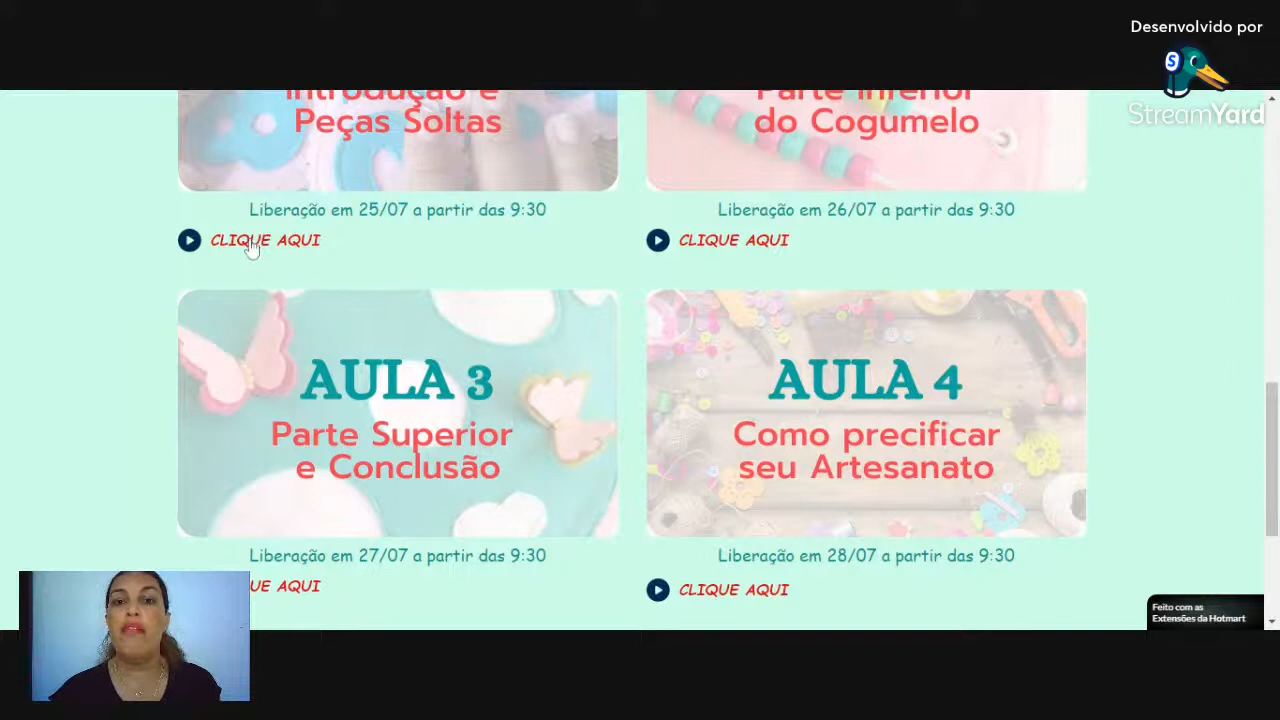 Desenvolvido por
S
StreamYard
Introdução e
Peças Soltas
Liberação em 25/07 a partir das 9:30
CLIQUE AQUI
Parte Inferior
do Cogumelo
Liberação em 26/07 a partir das 9:30
CLIQUE AQUI
AULA 3
Parte Superior
e Conclusão
Liberação em 27/07 a partir das 9:30
UE AQUI
AULA 4
Como precificar
seu Artesanato
Liberação em 28/07 a partir das 9:30
CLIQUE AQUI
Feito com as
Extensões da Hotmart